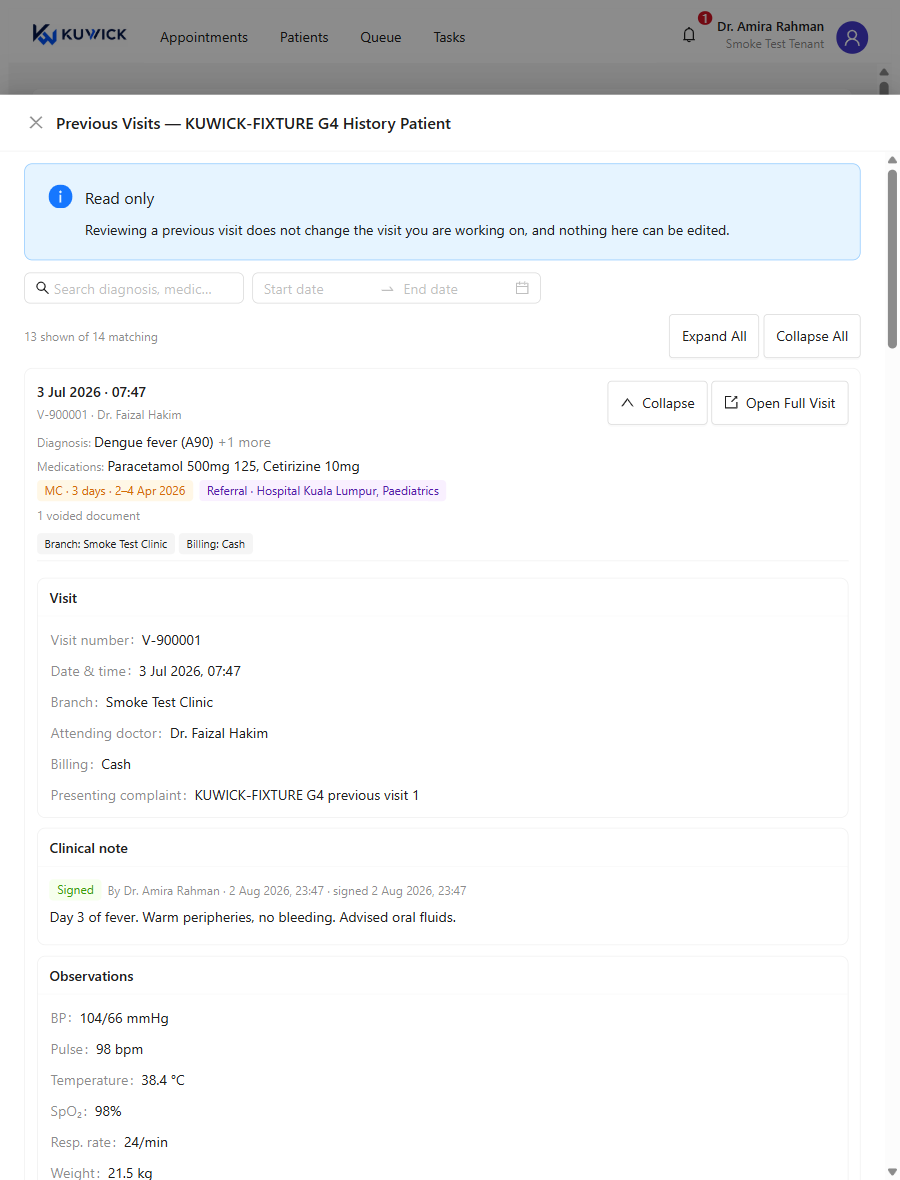 KUWICK
Appointments
Patients
Queue
Tasks
1
Dr. Amira Rahman
Smoke Test Tenant
Previous Visits — KUWICK-FIXTURE G4 History Patient
Read only
Reviewing a previous visit does not change the visit you are working on, and nothing here can be edited.
Search diagnosis, medic...
Start date
End date
13 shown of 14 matching
Expand All
Collapse All
3 Jul 2026 · 07:47
V-900001 · Dr. Faizal Hakim
Collapse
Open Full Visit
Diagnosis: Dengue fever (A90) +1 more
Medications: Paracetamol 500mg 125, Cetirizine 10mg
MC · 3 days · 2–4 Apr 2026
Referral · Hospital Kuala Lumpur, Paediatrics
1 voided document
Branch: Smoke Test Clinic
Billing: Cash
Visit
Visit number: V-900001
Date & time: 3 Jul 2026, 07:47
Branch: Smoke Test Clinic
Attending doctor: Dr. Faizal Hakim
Billing: Cash
Presenting complaint: KUWICK-FIXTURE G4 previous visit 1
Clinical note
Signed By Dr. Amira Rahman · 2 Aug 2026, 23:47 · signed 2 Aug 2026, 23:47
Day 3 of fever. Warm peripheries, no bleeding. Advised oral fluids.
Observations
BP: 104/66 mmHg
Pulse: 98 bpm
Temperature: 38.4 °C
SpO₂: 98%
Resp. rate: 24/min
Weight: 21.5 kg